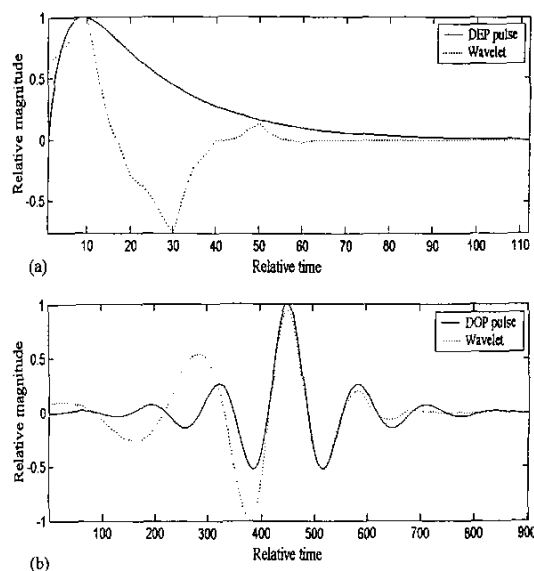 1
DEP pulse
Wavelet
0.5
0
-0.5
Relative magnitude
10 20 30 40 50 60 70 80 90 100 110
(a)
Relative time
1
DOP pulse
Wavelet
0.5
0
-0.5
-1
Relative magnitude
100 200 300 400 500 600 700 800 900
Relative time
(b)